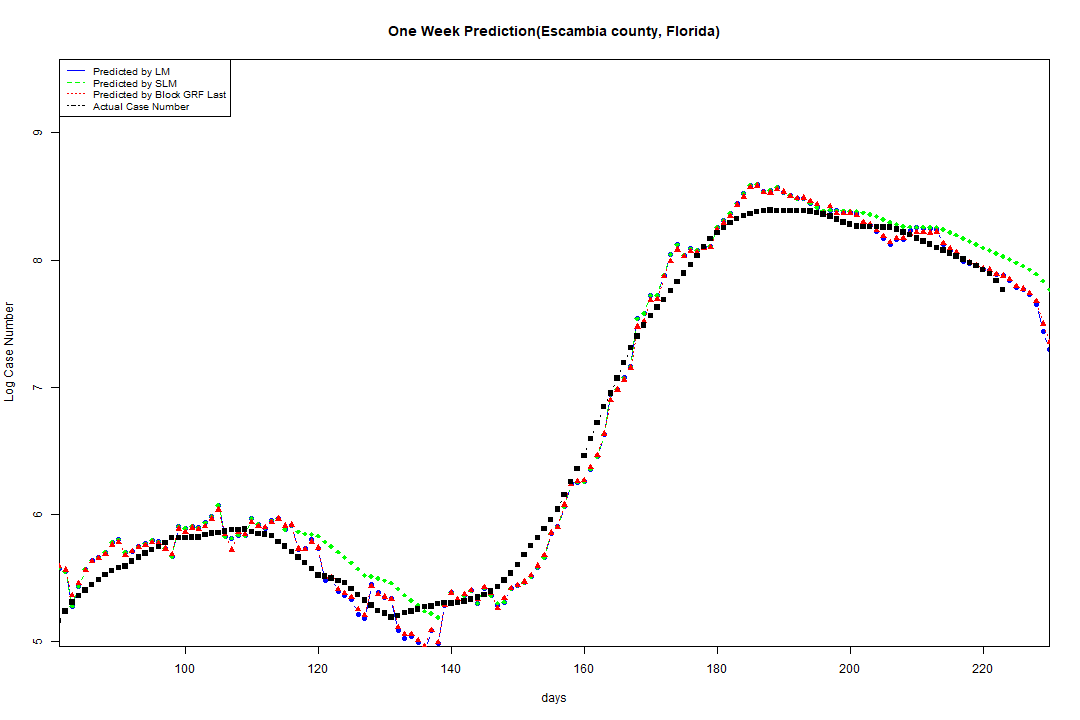 One Week Prediction(Escambia county, Florida)
Predicted by LM
Predicted by SLM
Predicted by Block GRF Last
Actual Case Number
9
8
7
6
5
Log Case Number
100 120 140 160 180 200 220
days